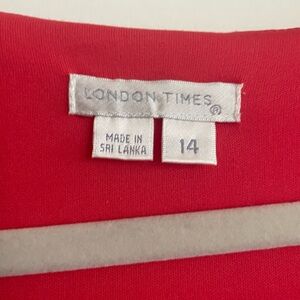 LONDON TIMES®
MADE IN
SRI LANKA
14